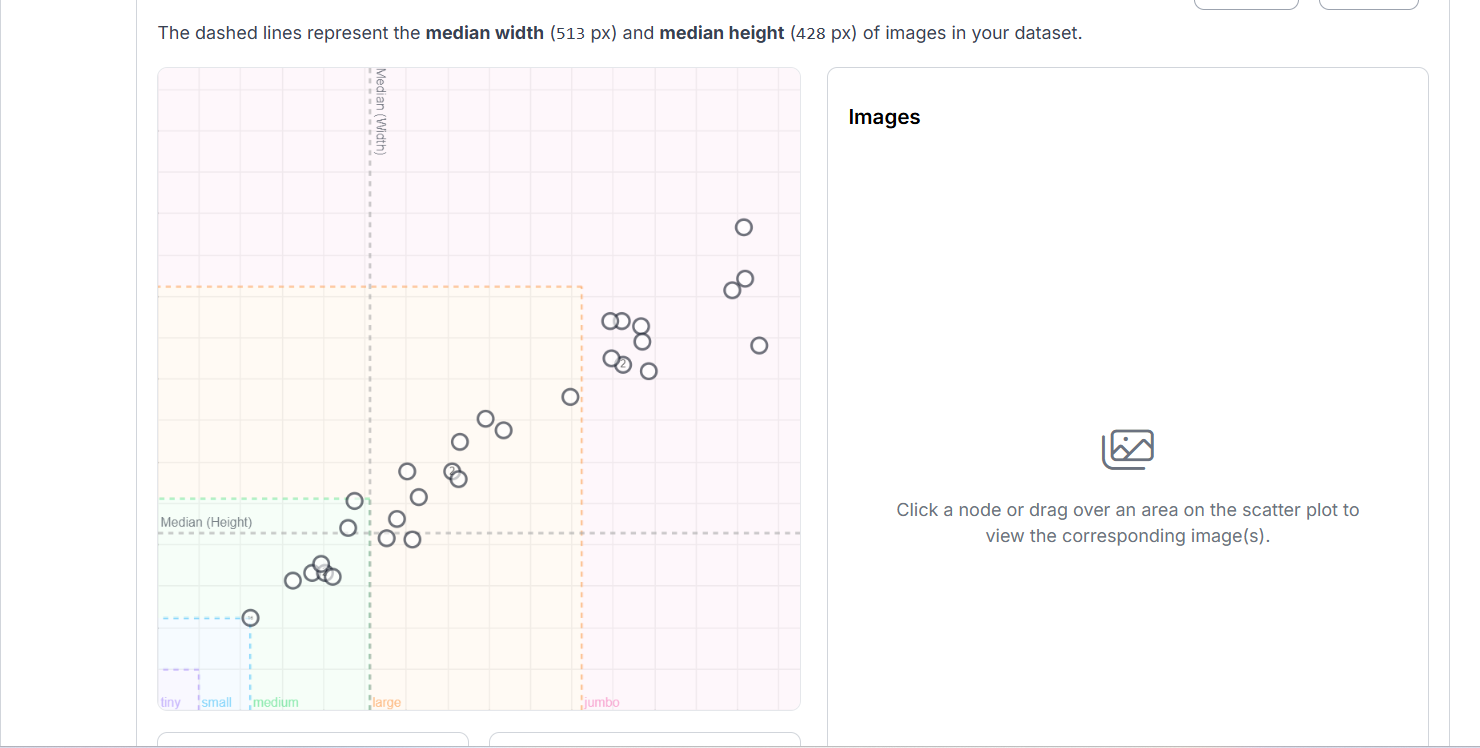 The dashed lines represent the median width (513 px) and median height (428 px) of images in your dataset.
Median (Width)
Images
2
2
Click a node or drag over an area on the scatter plot to
view the corresponding image(s).
Median (Height)
tiny
small
medium
large
jumbo